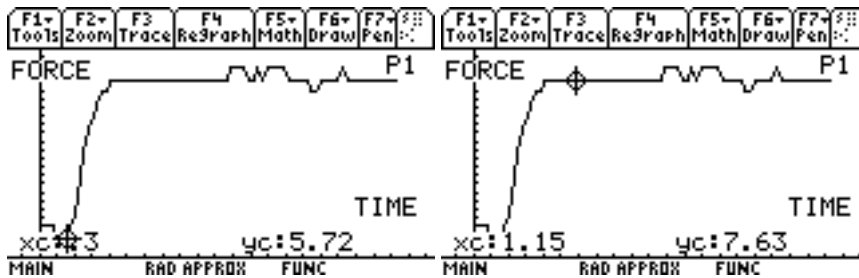 F1 Tools F2 Zoom F3 Trace F4 Regraph F5 Math F6 Draw F7 Pen
FORCE P1
TIME
xc: 3 yc:5.72
MAIN RAD APPROX FUNC
F1 Tools F2 Zoom F3 Trace F4 Regraph F5 Math F6 Draw F7 Pen
FORCE P1
TIME
xc:1.15 yc:7.63
MAIN RAD APPROX FUNC